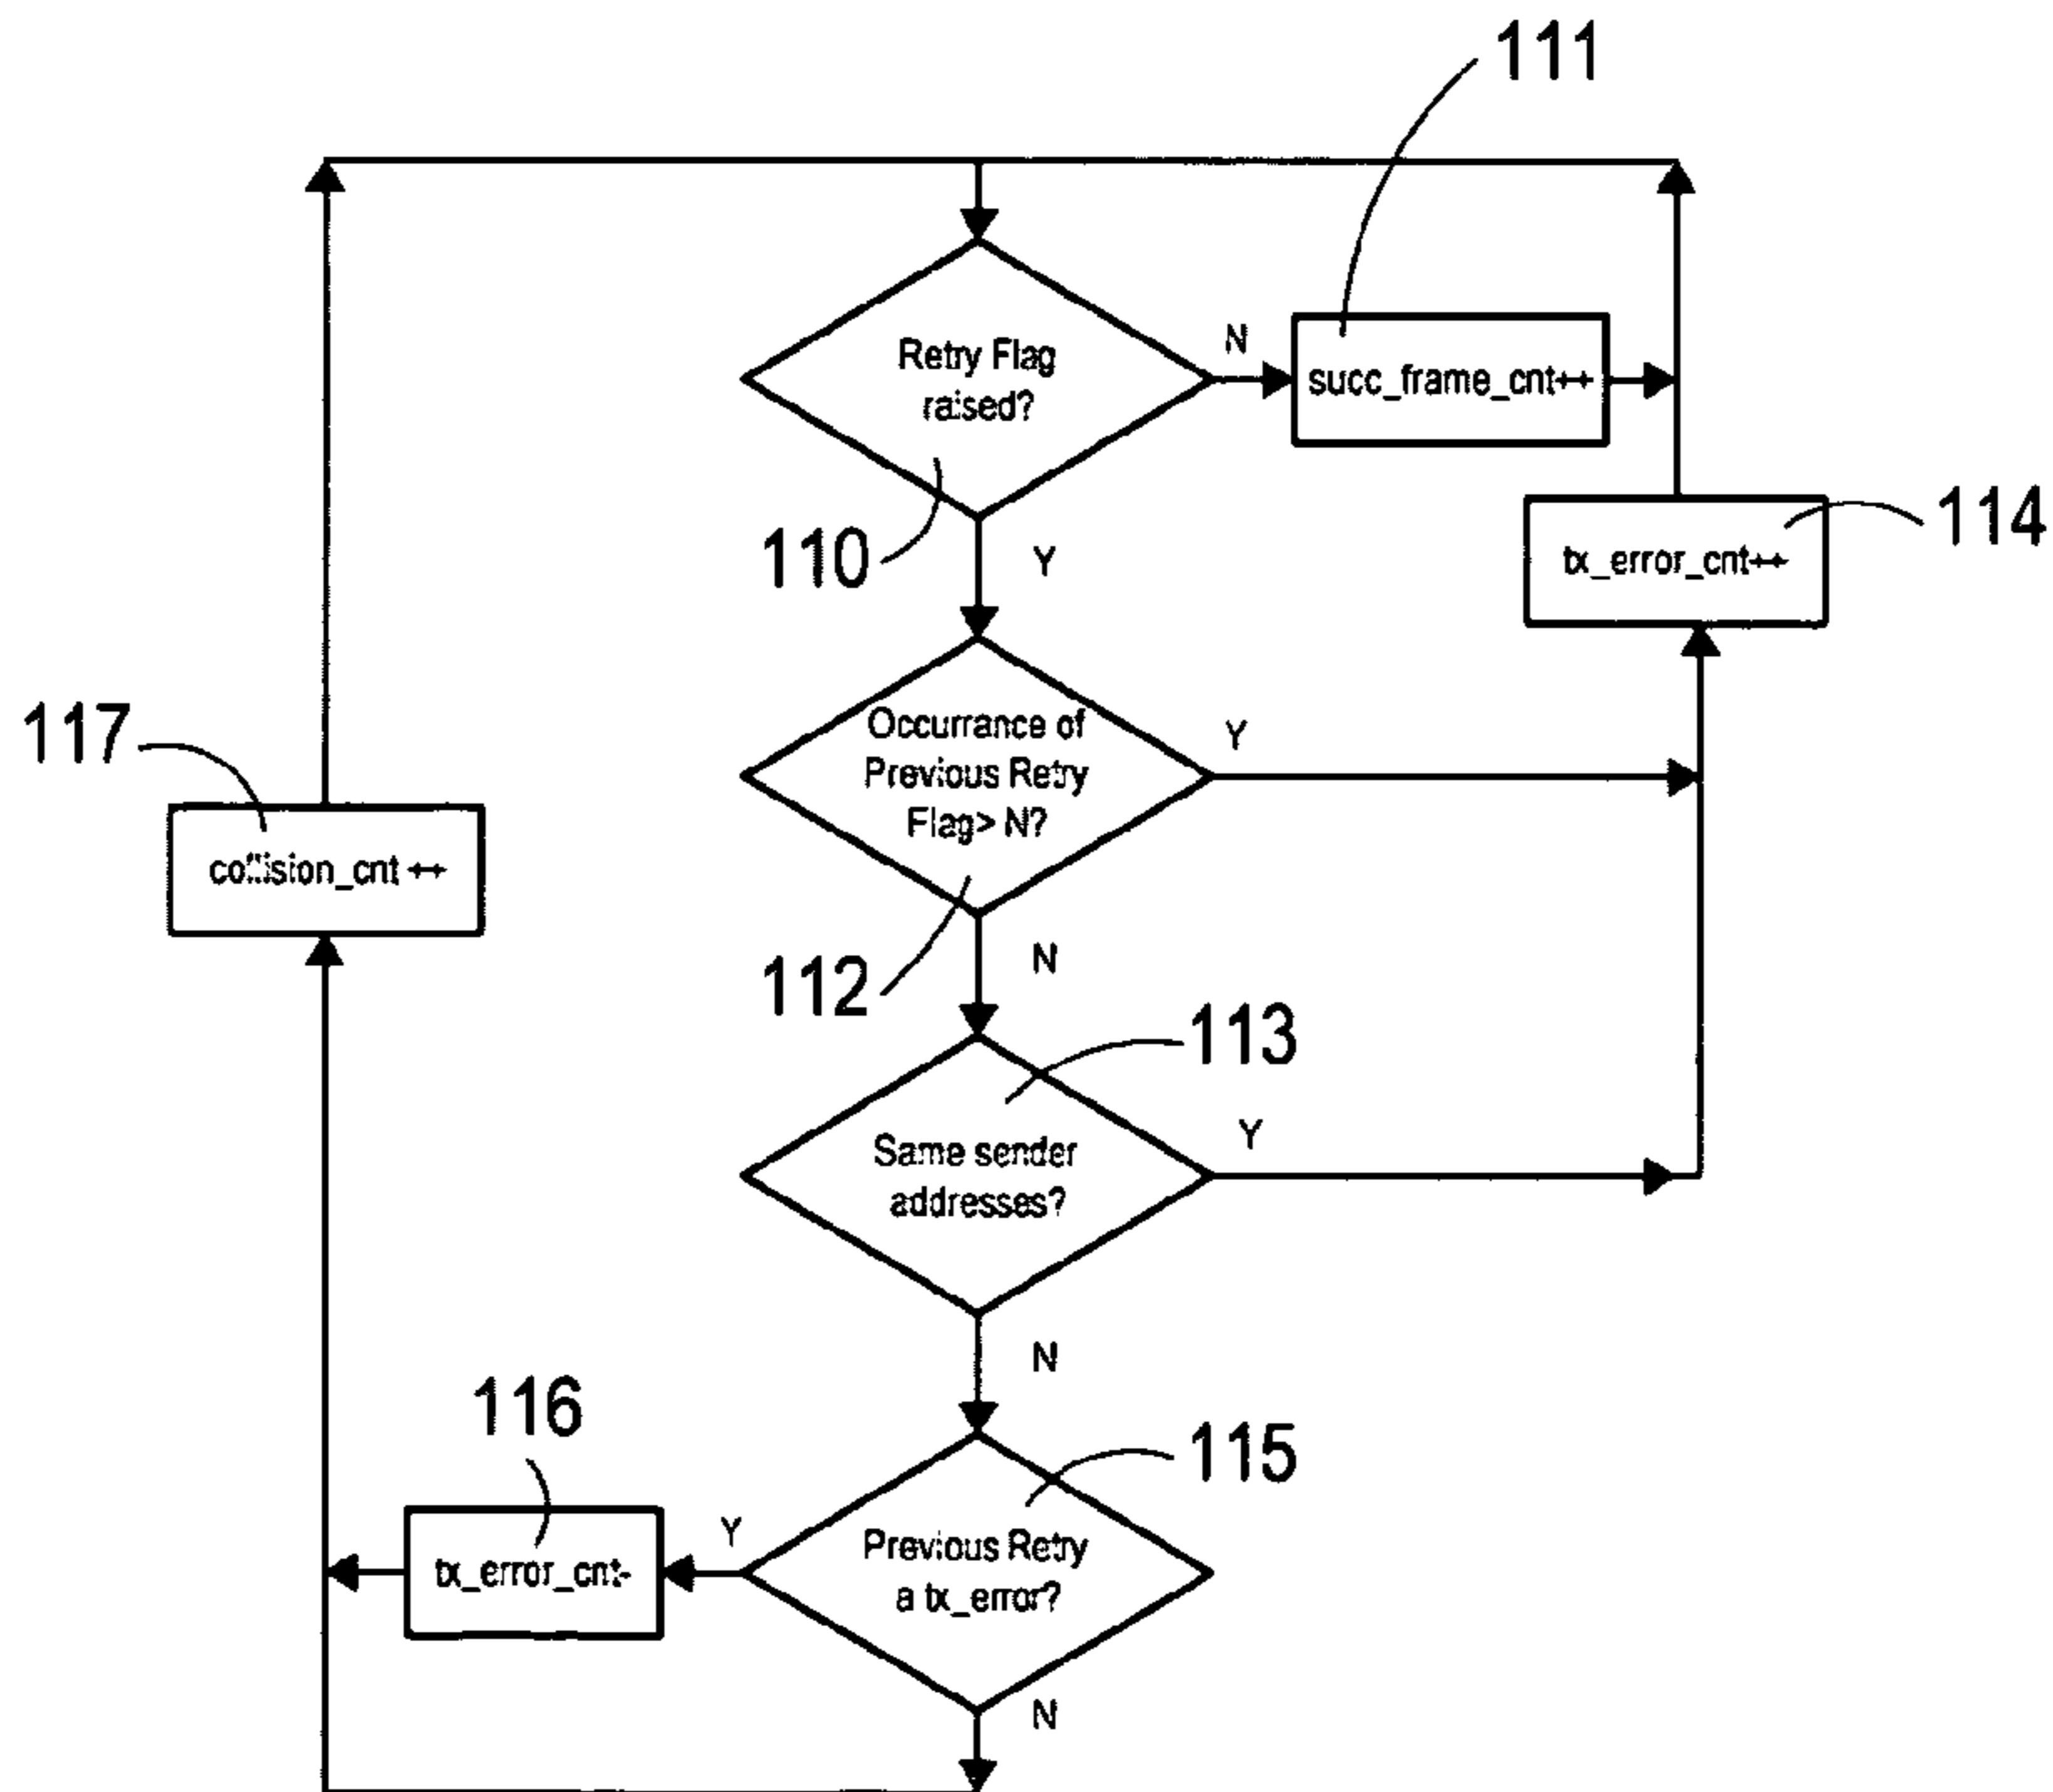 111
Retry Flag
raised?
N
succ_frame_cnt++
110
Y
tx_error_cnt++
114
Occurrance of
Previous Retry
Flag> N?
Y
117
collision_cnt ++
112
N
113
Same sender
addresses?
Y
N
116
115
Previous Retry
a tx_error?
Y
tx_error_cnt-
N